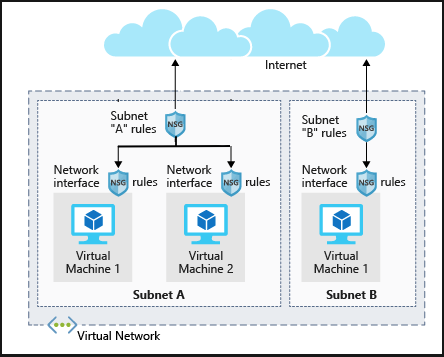 Internet
Subnet
"A" rules
NSG
Subnet
"B" rules
NSG
Network
interface
NSG
rules
Network
interface
NSG
rules
Network
interface
NSG
rules
Virtual
Machine 1
Virtual
Machine 2
Virtual
Machine 1
Subnet A
Subnet B
Virtual Network